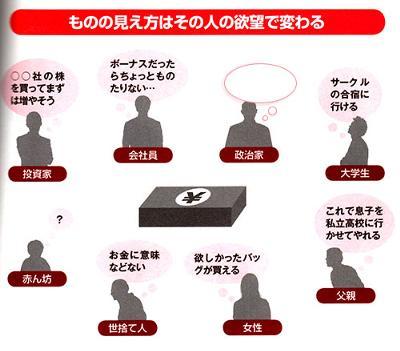 ものの見え方はその人の欲望で変わる
○○社の株
を買ってまず
は増やそう
投資家
ボーナスだった
らちょっともの
たりない…
会社員
政治家
サークル
の合宿に
行ける
大学生
?
赤ん坊
お金に意味
などない
世捨て人
欲しかったバッ
グが買える
女性
これで息子を
私立高校に行
かせてやれる
父親